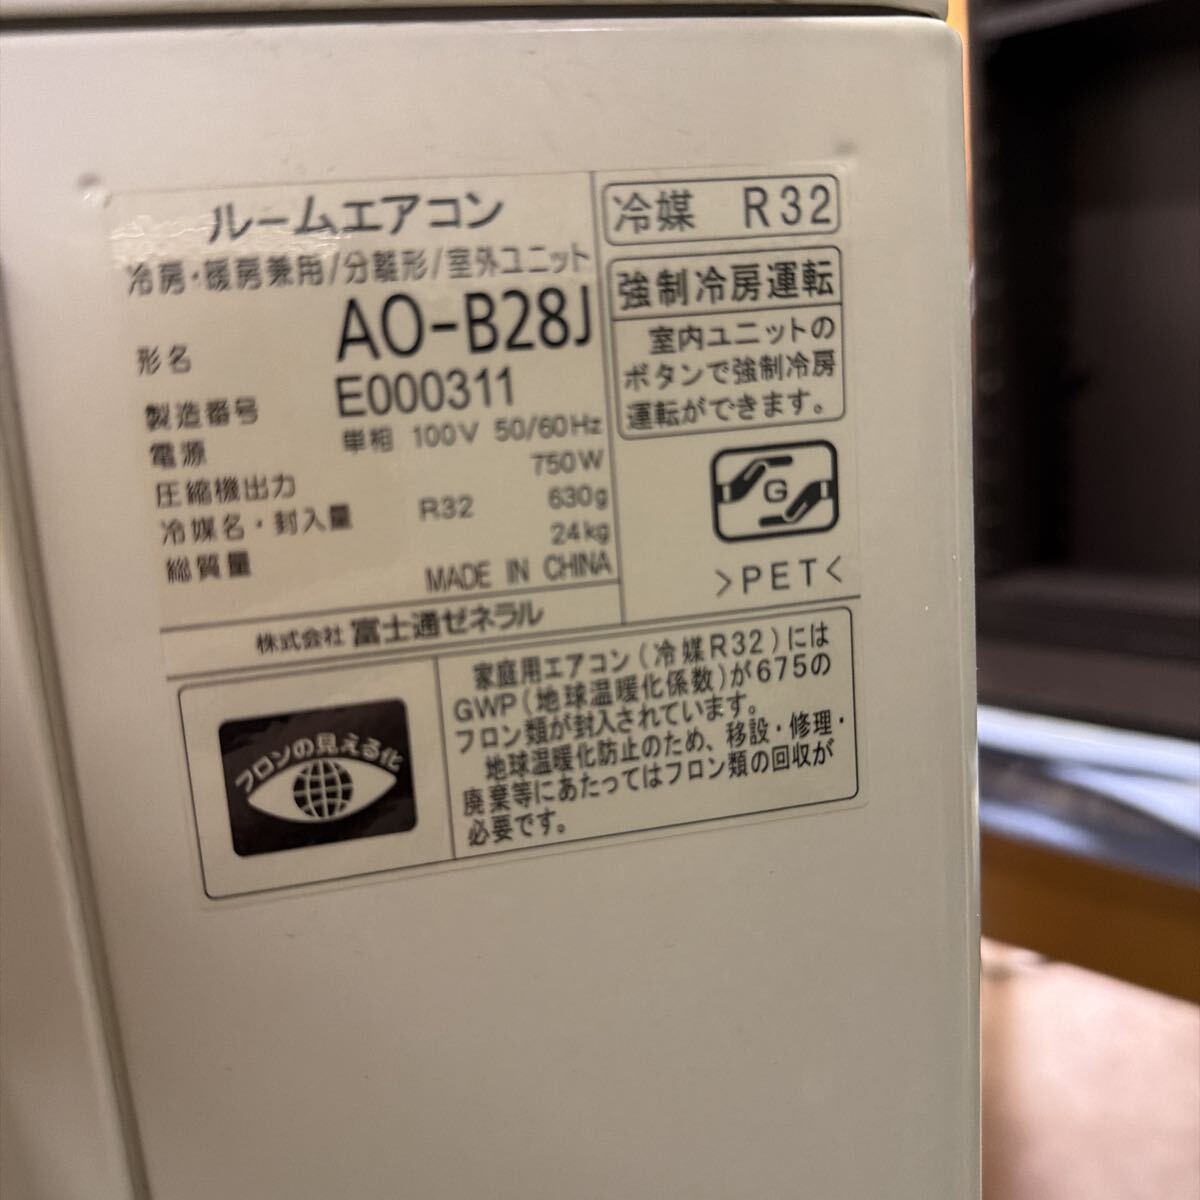 ルームエアコン
冷房・暖房兼用/分離形/室外ユニット
形名 AO-B28J
製造番号 E000311
電源 単相 100V 50/60Hz
圧縮機出力 750W
冷媒名・封入量 R32 630g
総質量 24kg
MADE IN CHINA
株式会社 富士通ゼネラル
冷媒 R32
強制冷房運転
室内ユニットの
ボタンで強制冷房
運転ができます。
G
>PET<
フロンの見える化
家庭用エアコン(冷媒R32)には
GWP(地球温暖化係数)が675の
フロン類が封入されています。
地球温暖化防止のため、移設・修理・
廃棄等にあたってはフロン類の回収が
必要です。